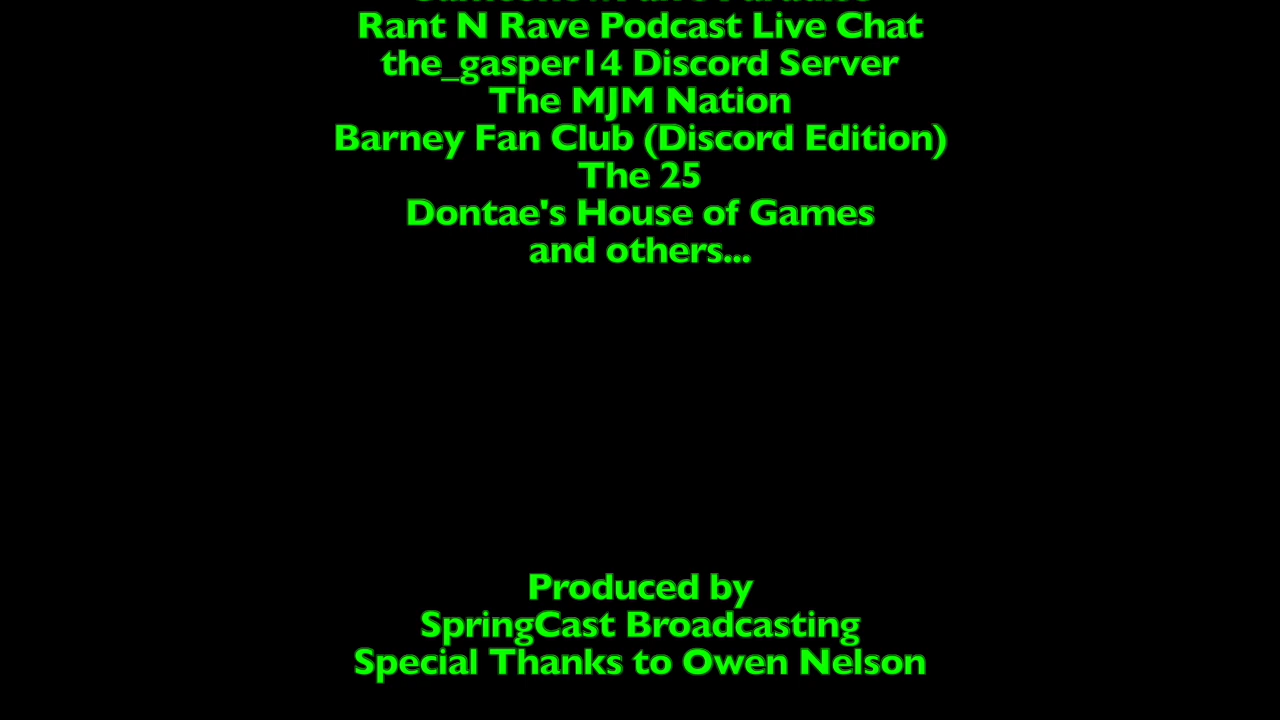 Rant N Rave Podcast Live Chat
the_gasper14 Discord Server
The MJM Nation
Barney Fan Club (Discord Edition)
The 25
Dontae's House of Games
and others...
Produced by
SpringCast Broadcasting
Special Thanks to Owen Nelson